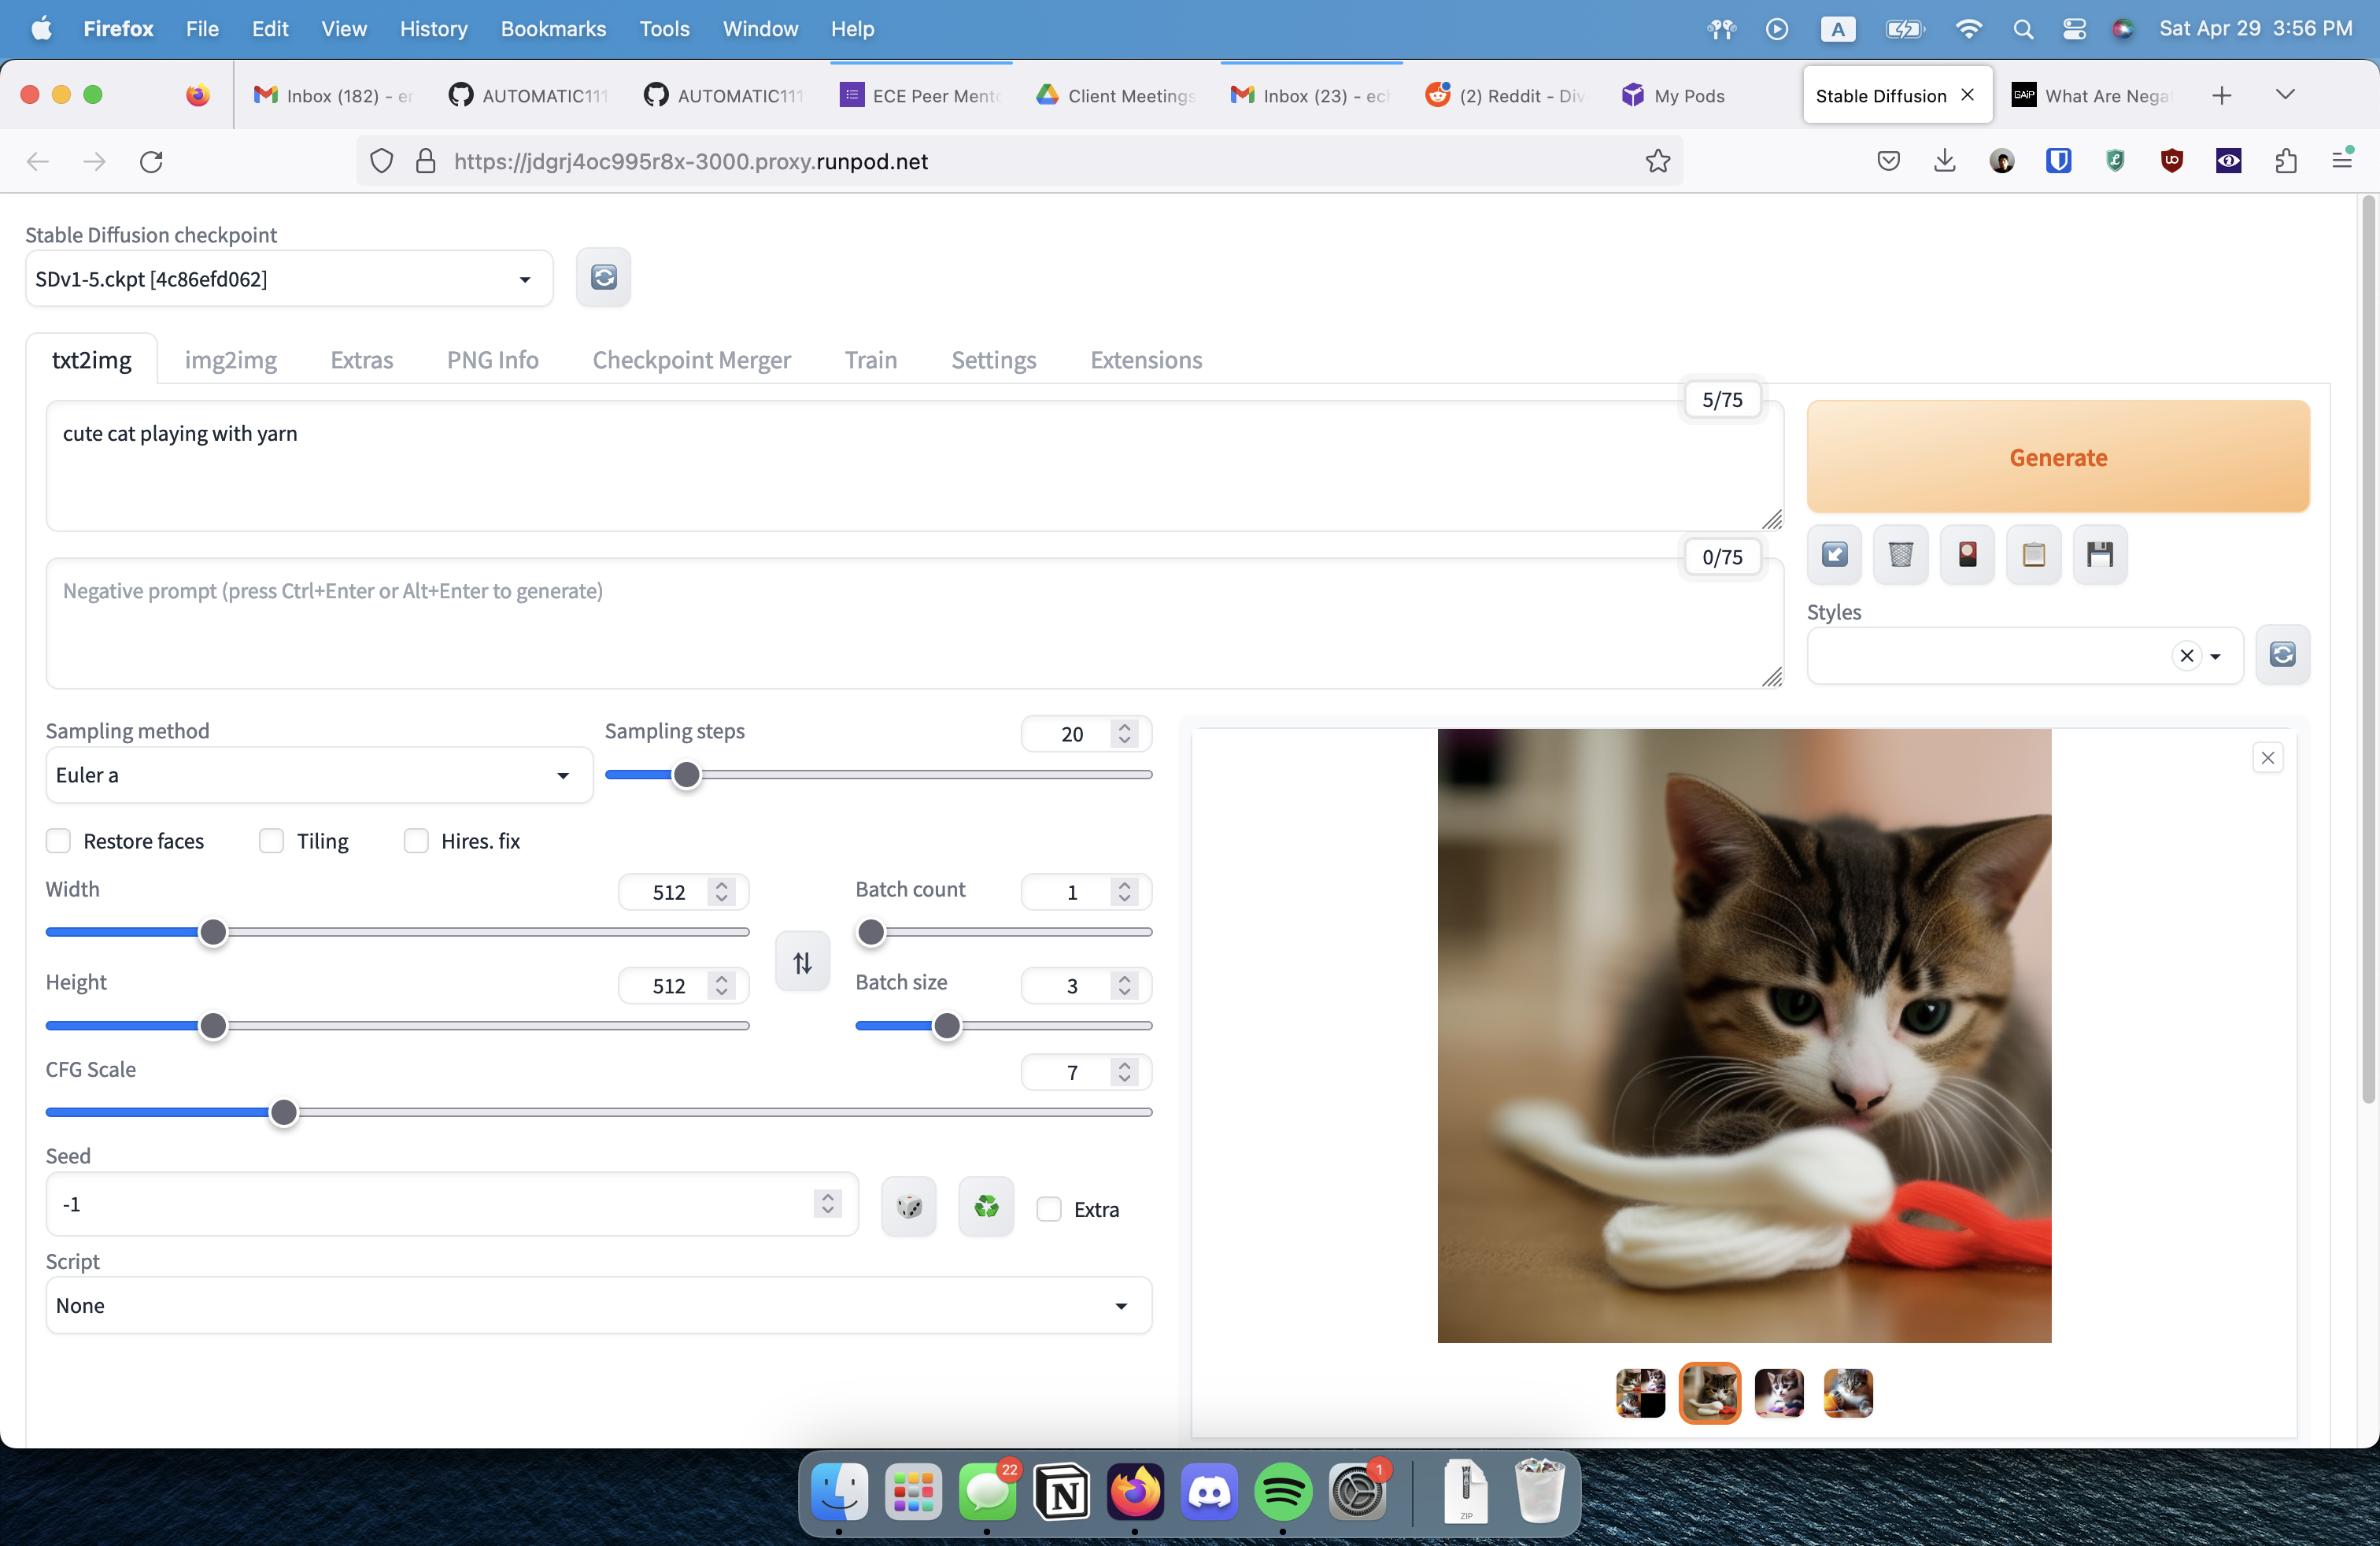 Firefox File Edit View History Bookmarks Tools Window Help A Sat Apr 29 3:56 PM
Inbox (182) - er AUTOMATIC111 AUTOMATIC111 ECE Peer Mento Client Meetings Inbox (23) - ecl (2) Reddit - Div My Pods Stable Diffusion GAIP What Are Nega
https://jdgrj4oc995r8x-3000.proxy.runpod.net
Stable Diffusion checkpoint
SDv1-5.ckpt [4c86efd062]
txt2img img2img Extras PNG Info Checkpoint Merger Train Settings Extensions
5/75
cute cat playing with yarn
Generate
0/75
Negative prompt (press Ctrl+Enter or Alt+Enter to generate)
Styles
Sampling method
Euler a
Sampling steps 20
Restore faces Tiling Hires. fix
Width 512
Batch count 1
Height 512
Batch size 3
CFG Scale 7
Seed
-1
Extra
Script
None
22
1
ZIP